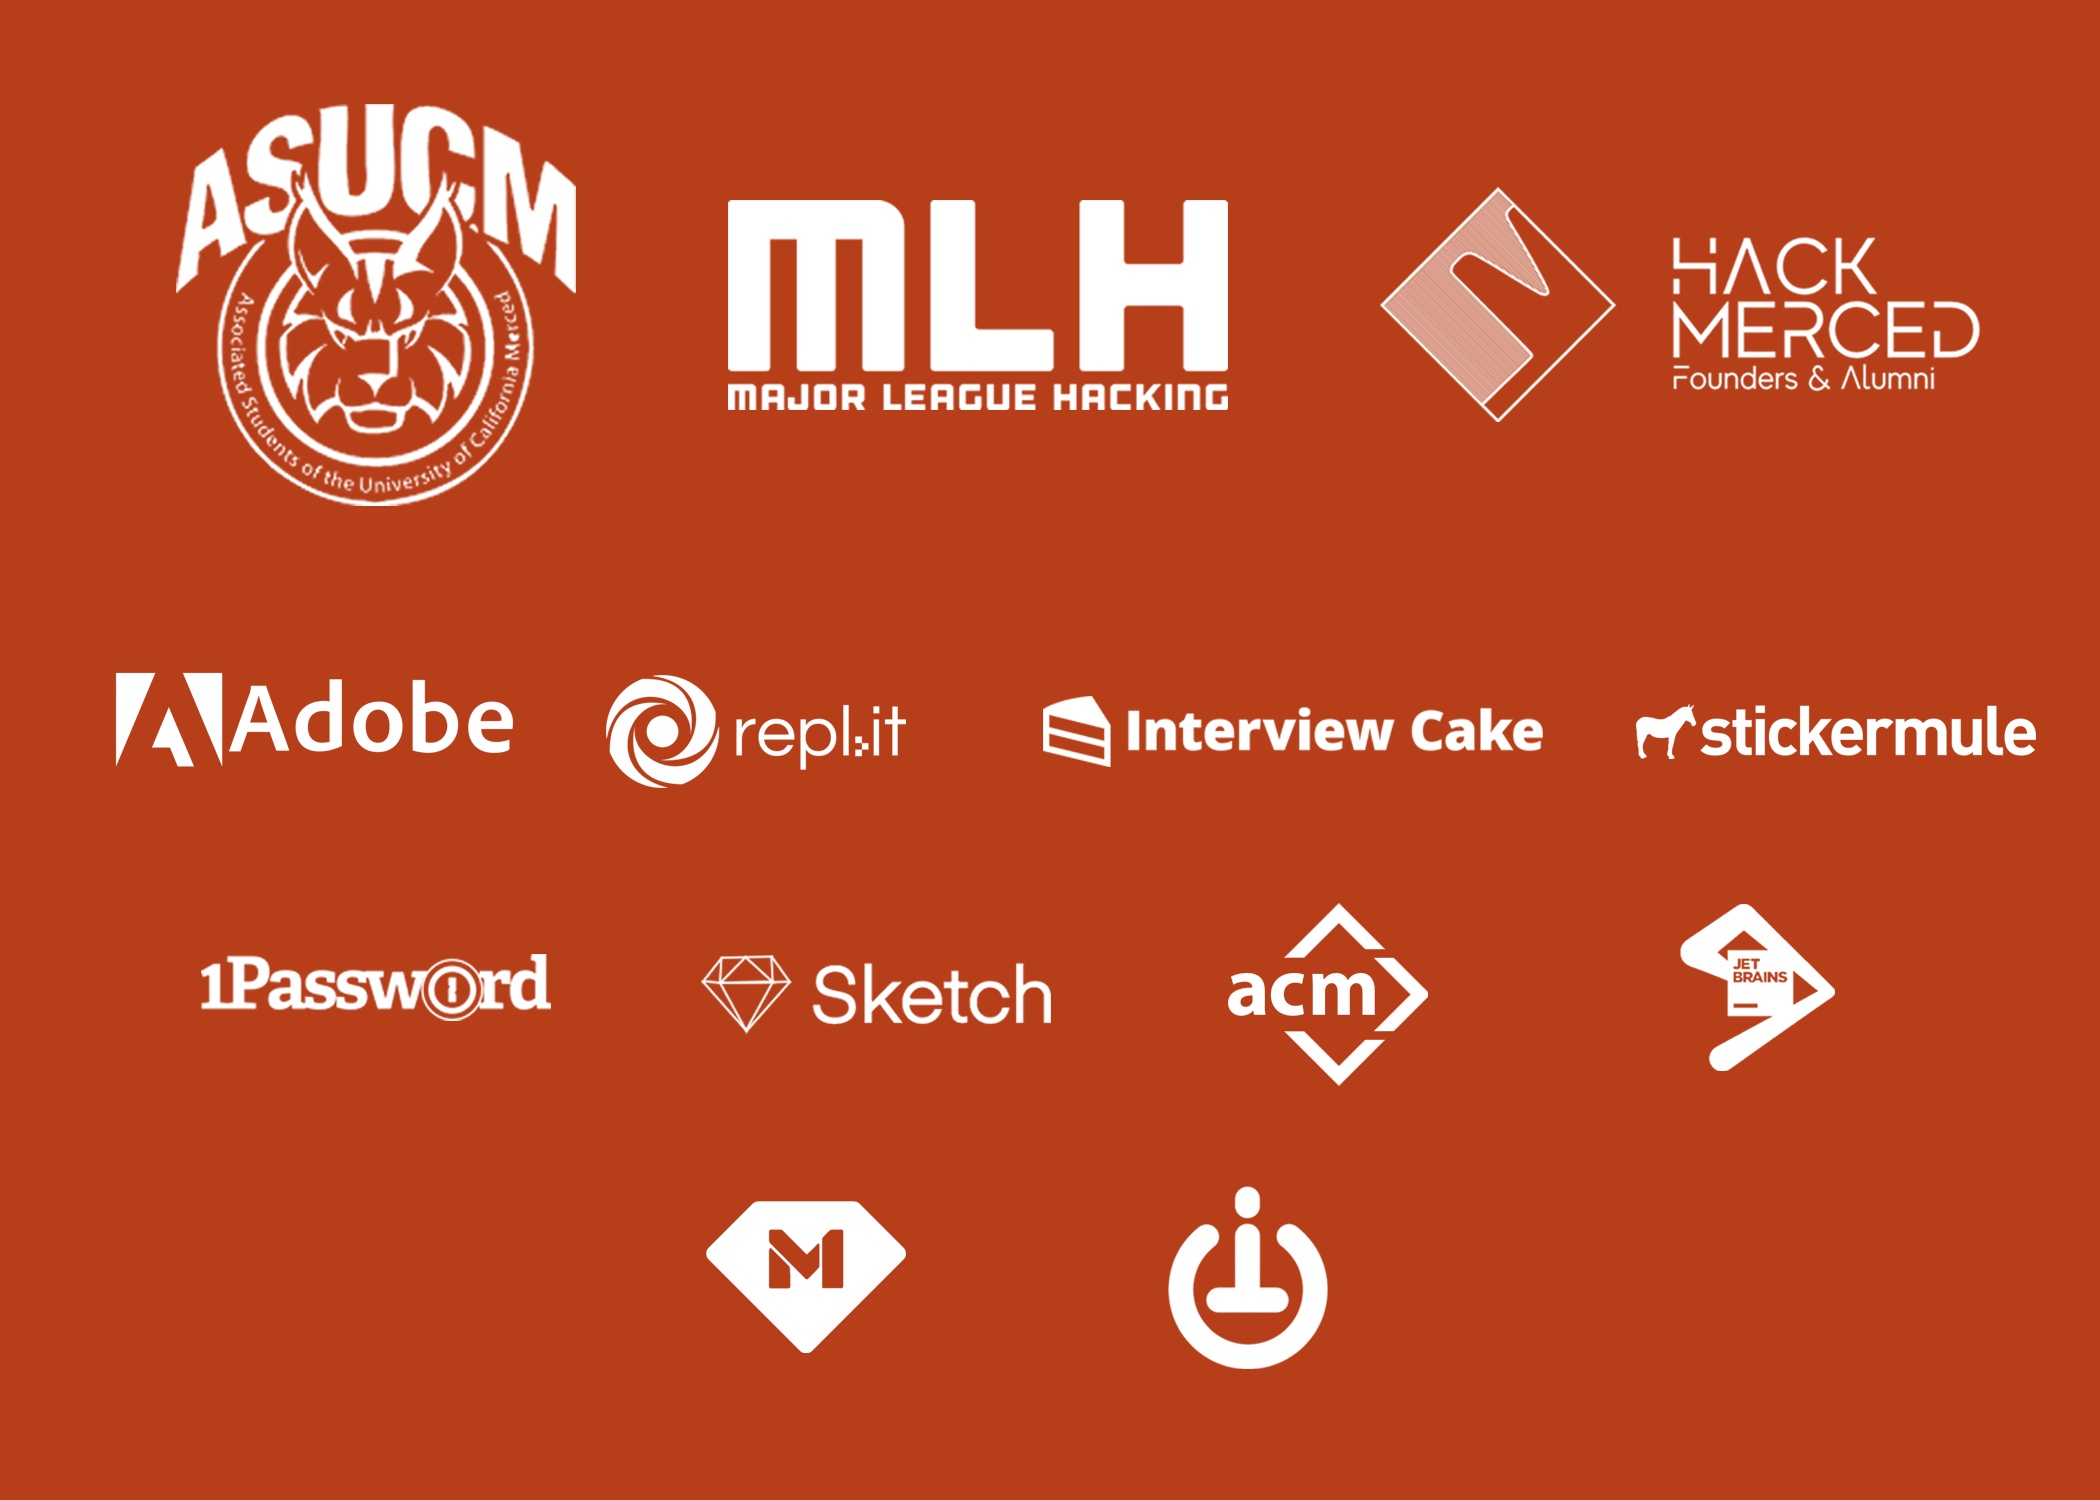 ASUCM
Associated Students of the University of California Merced
MLH
MAJOR LEAGUE HACKING
HACK
MERCED
Founders & Alumni
Adobe
repl.it
Interview Cake
stickermule
1Password
Sketch
acm
JET
BRAINS
M